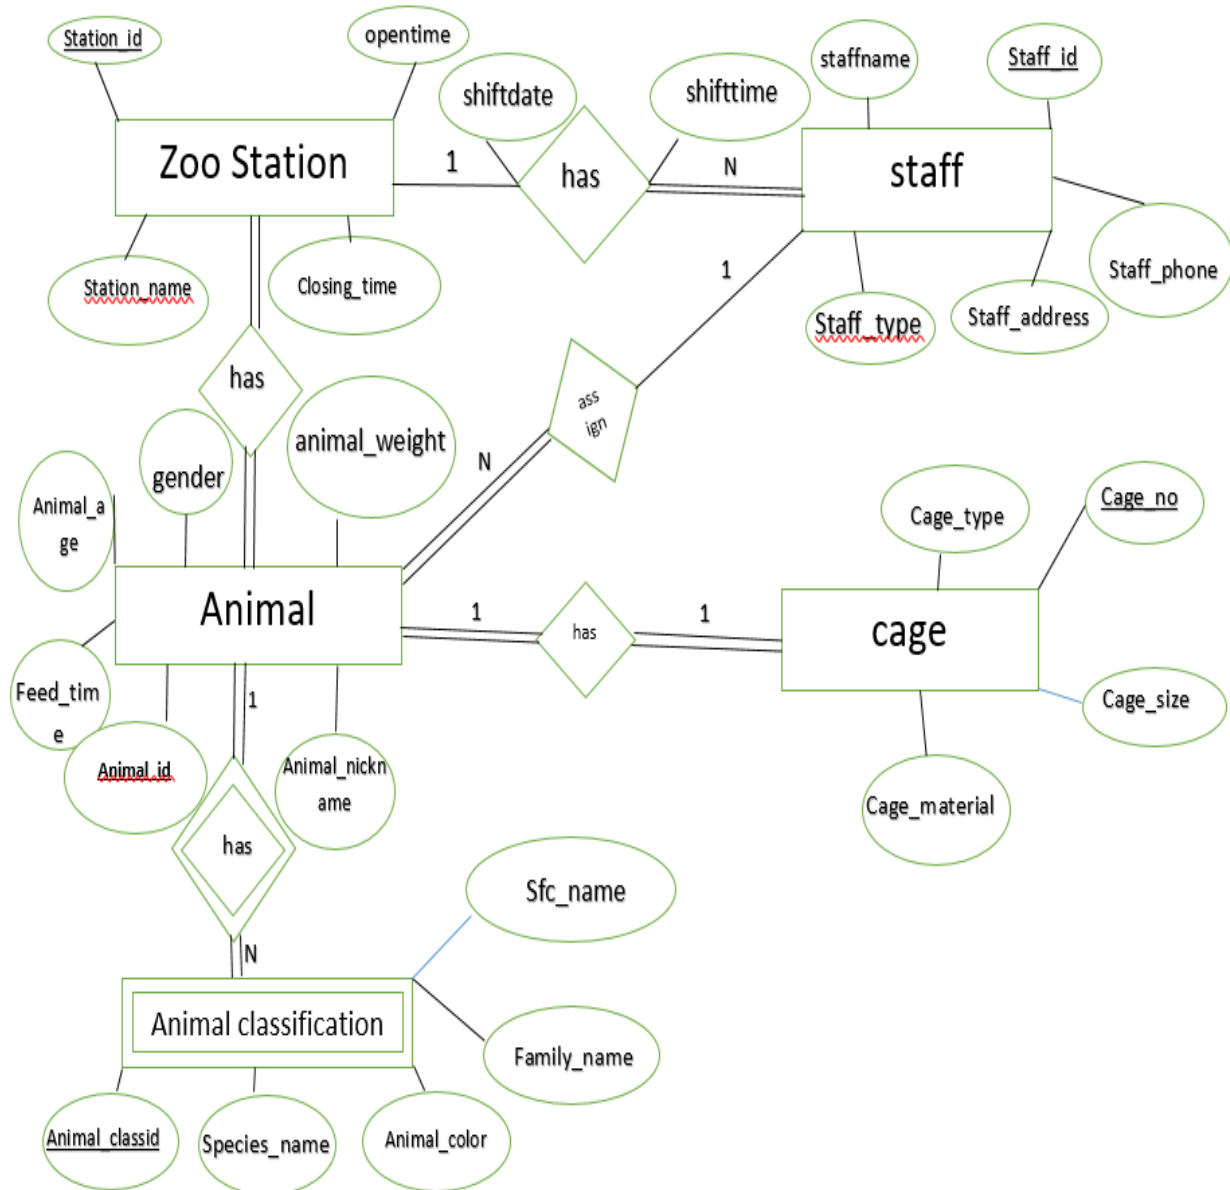 Station_id
opentime
shiftdate
shifttime
staffname
Staff_id
Zoo Station
1
has
N
staff
Station_name
Closing_time
Staff_type
Staff_address
Staff_phone
1
has
ass
ign
animal_weight
gender
Animal_a
ge
N
Cage_type
Cage_no
Animal
1
has
1
cage
Feed_tim
e
1
Cage_size
Animal_id
Animal_nickn
ame
Cage_material
has
N
Sfc_name
Animal classification
Family_name
Animal_classid
Species_name
Animal_color